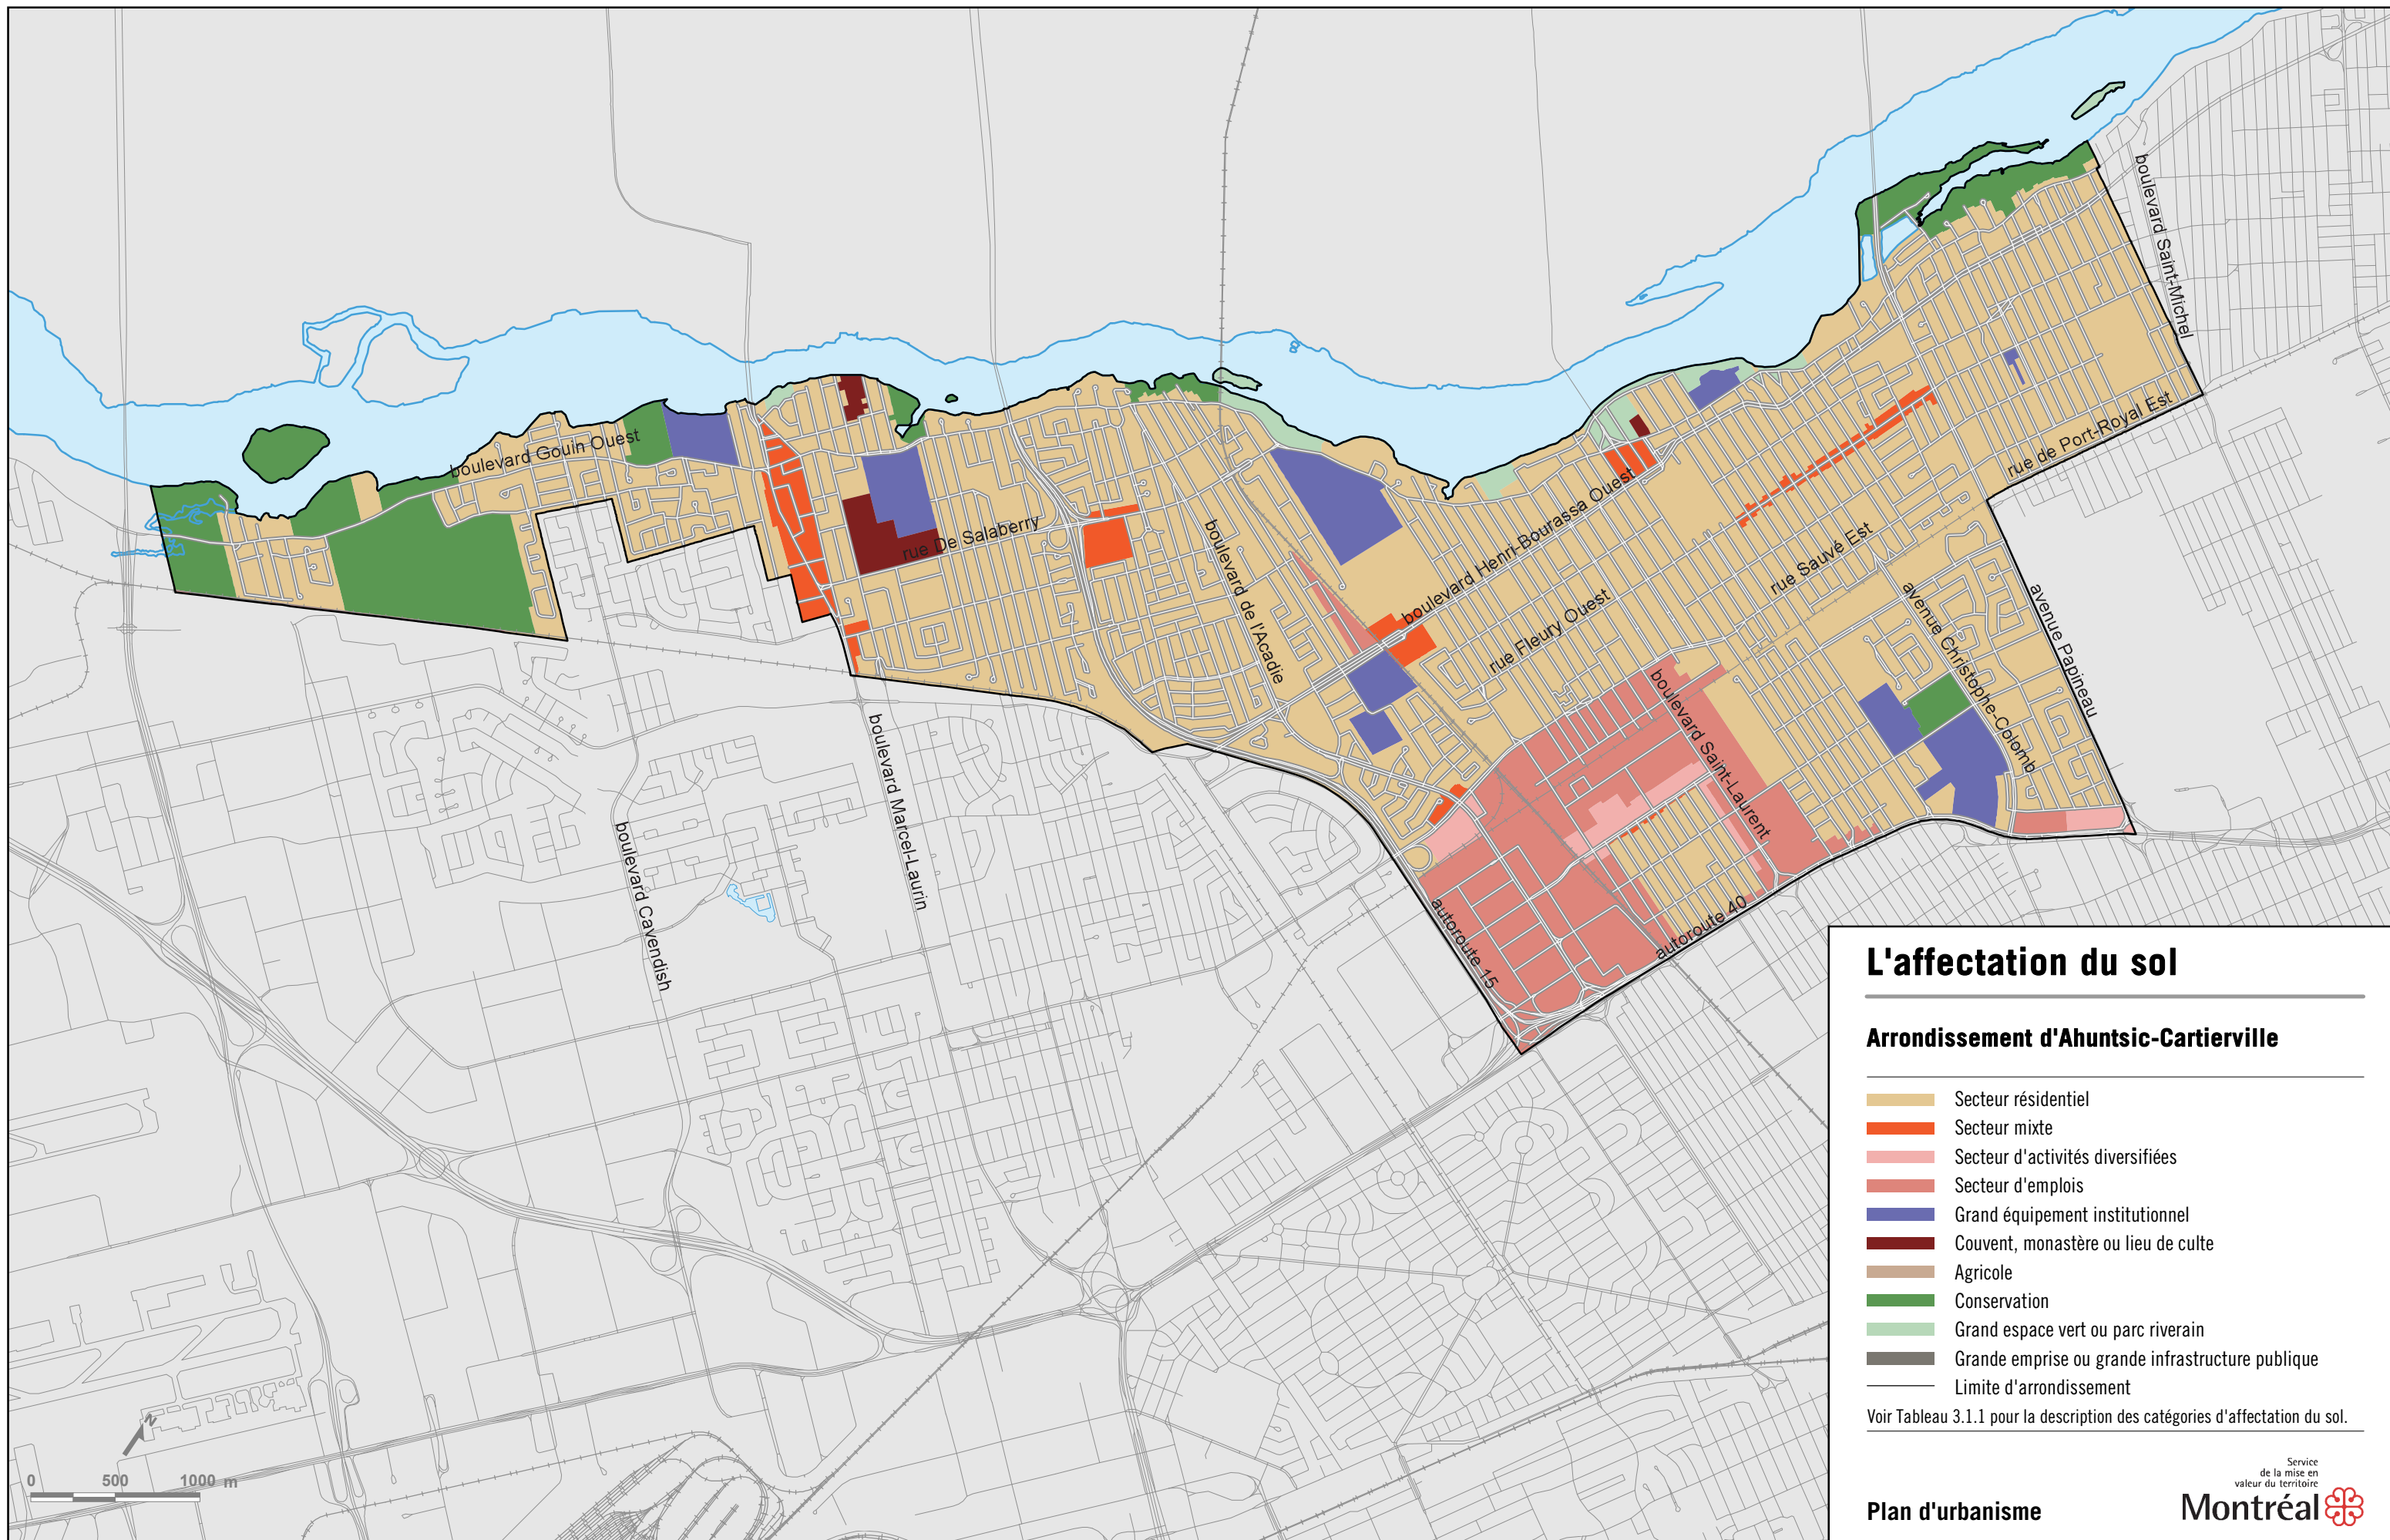 boulevard Saint-Michel
boulevard Gouin Ouest
rue De Salaberry
boulevard de l'Acadie
boulevard Henri-Bourassa Ouest
rue Fleury Ouest
rue Sauvé Est
rue de Port-Royal Est
avenue Christophe-Colomb
avenue Papineau
boulevard Saint-Laurent
boulevard Marcel-Laurin
boulevard Cavendish
autoroute 15
autoroute 40
L'affectation du sol
Arrondissement d'Ahuntsic-Cartierville
Secteur résidentiel
Secteur mixte
Secteur d'activités diversifiées
Secteur d'emplois
Grand équipement institutionnel
Couvent, monastère ou lieu de culte
Agricole
Conservation
Grand espace vert ou parc riverain
Grande emprise ou grande infrastructure publique
Limite d'arrondissement
Voir Tableau 3.1.1 pour la description des catégories d'affectation du sol.
N
0 500 1000 m
Service
de la mise en
valeur du territoire
Plan d'urbanisme
Montréal